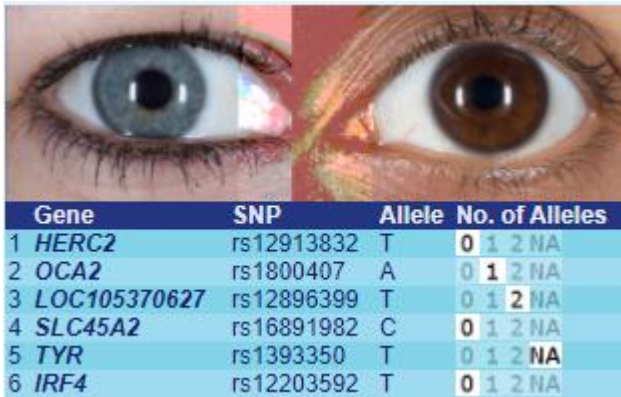 Gene SNP Allele No. of Alleles
1 HERC2 rs12913832 T 0 1 2 NA
2 OCA2 rs1800407 A 0 1 2 NA
3 LOC105370627 rs12896399 T 0 1 2 NA
4 SLC45A2 rs16891982 C 0 1 2 NA
5 TYR rs1393350 T 0 1 2 NA
6 IRF4 rs12203592 T 0 1 2 NA